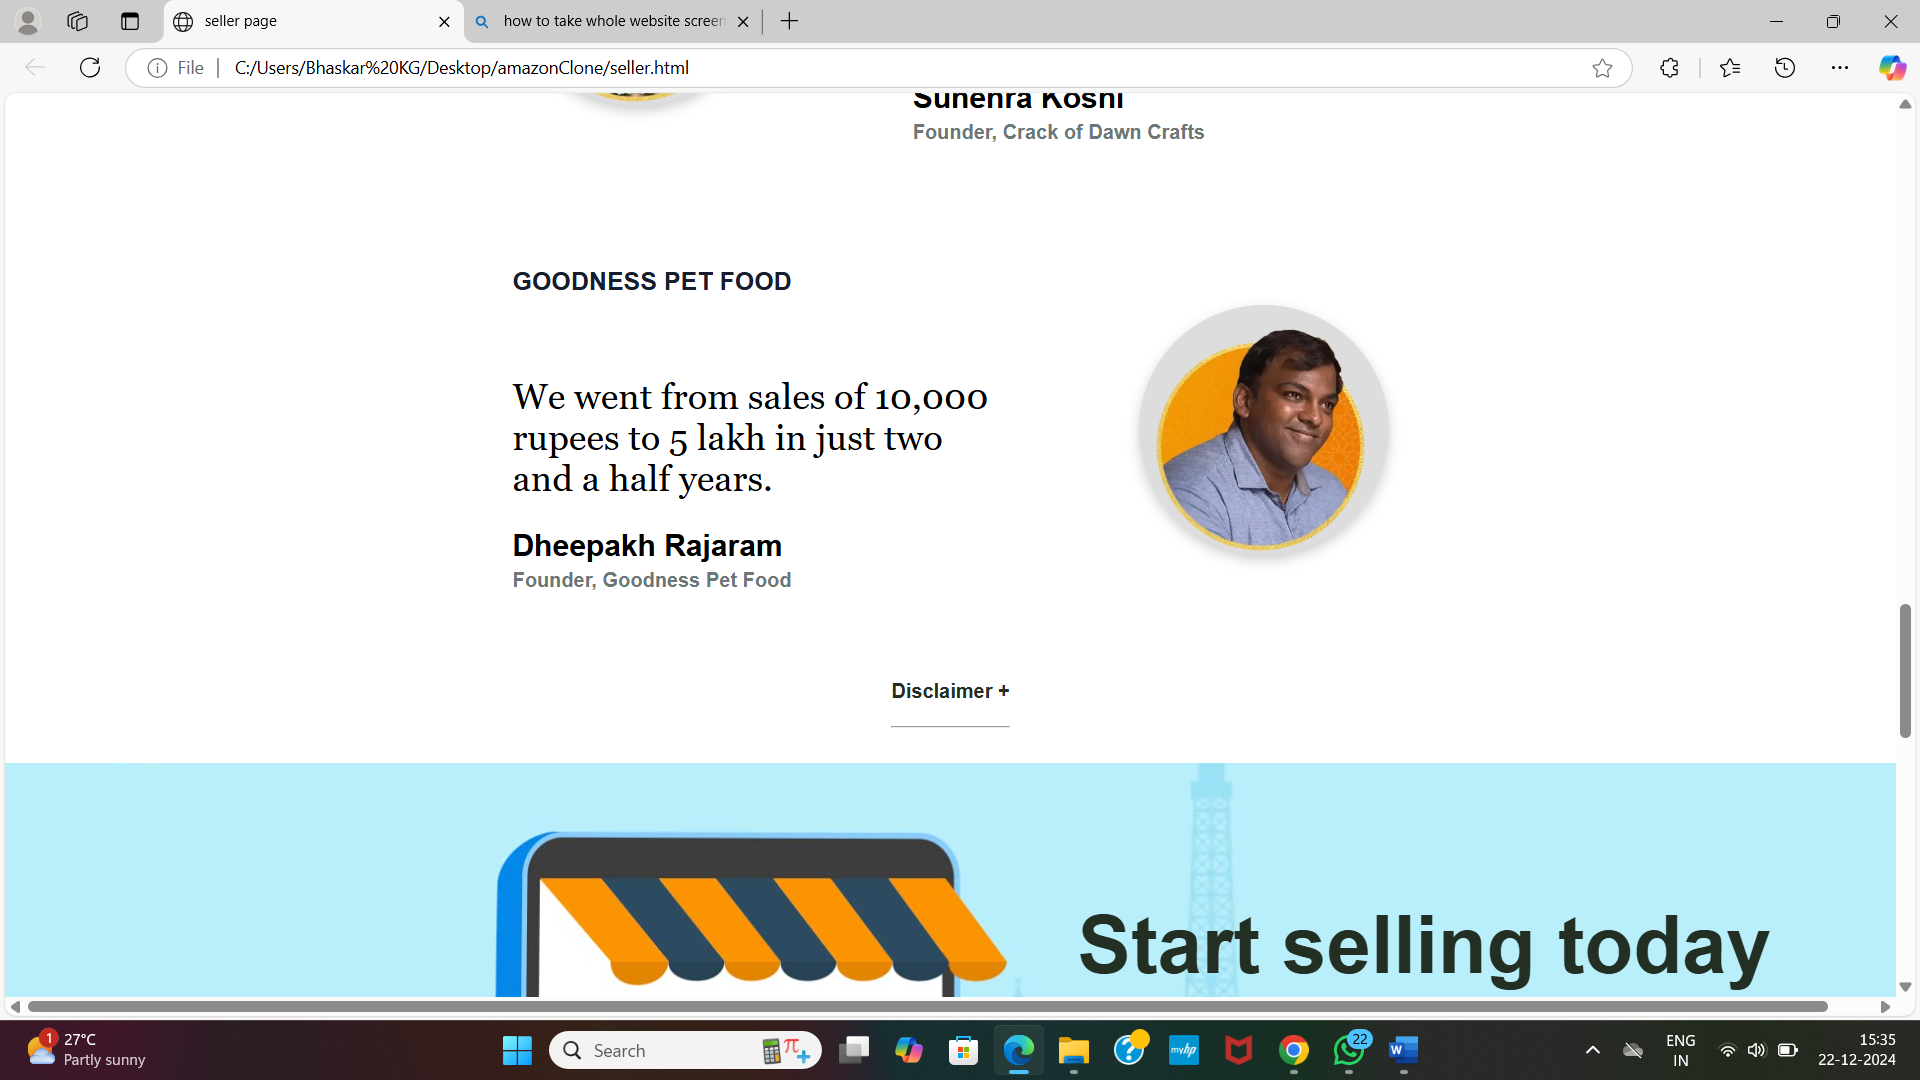 seller page
how to take whole website screen
File
C:/Users/Bhaskar%20KG/Desktop/amazonClone/seller.html
Sunehra Koshi
Founder, Crack of Dawn Crafts
GOODNESS PET FOOD
We went from sales of 10,000
rupees to 5 lakh in just two
and a half years.
Dheepakh Rajaram
Founder, Goodness Pet Food
Disclaimer +
Start selling today
1
27°C
Partly sunny
Search
myhp
22
W
ENG
IN
15:35
22-12-2024